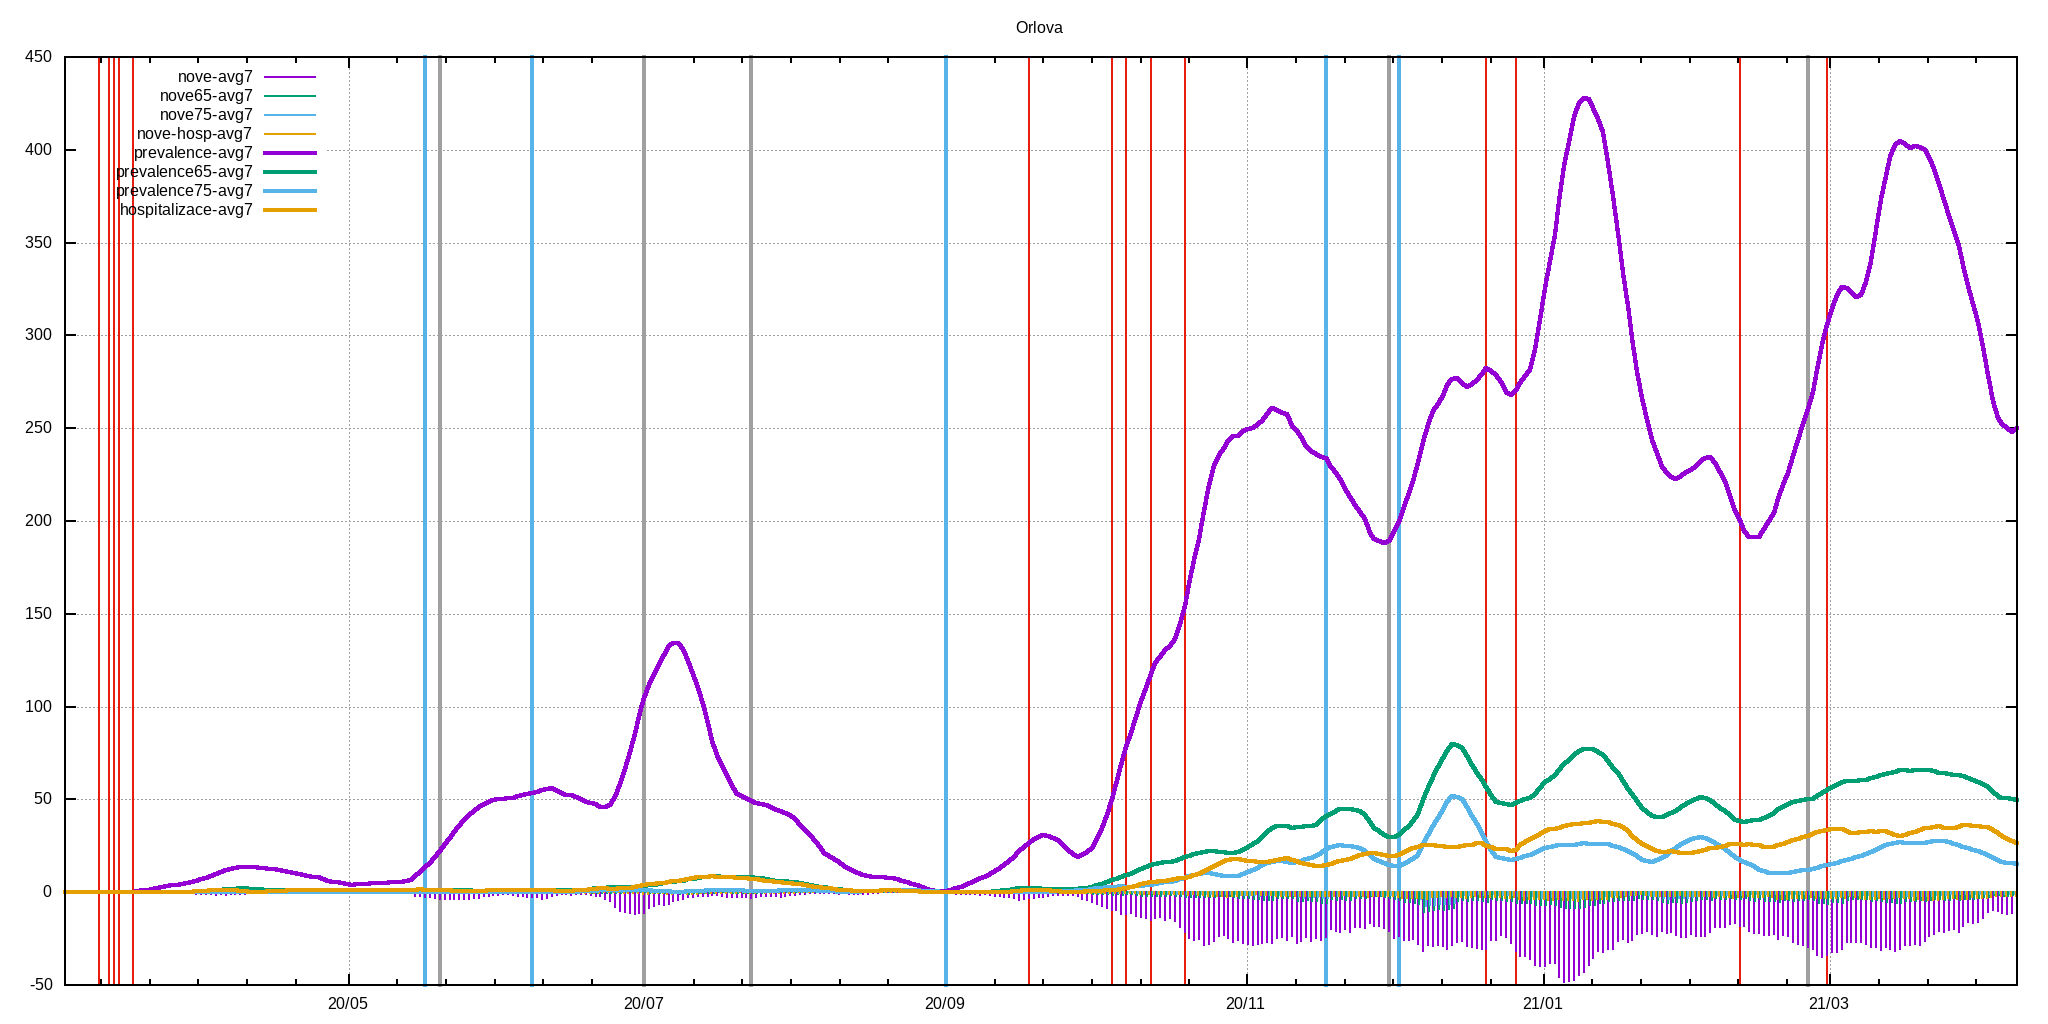 Orlova
450
400
350
300
250
200
150
100
50
0
-50
nove-avg7
nove65-avg7
nove75-avg7
nove-hosp-avg7
prevalence-avg7
prevalence65-avg7
prevalence75-avg7
hospitalizace-avg7
20/05 20/07 20/09 20/11 21/01 21/03